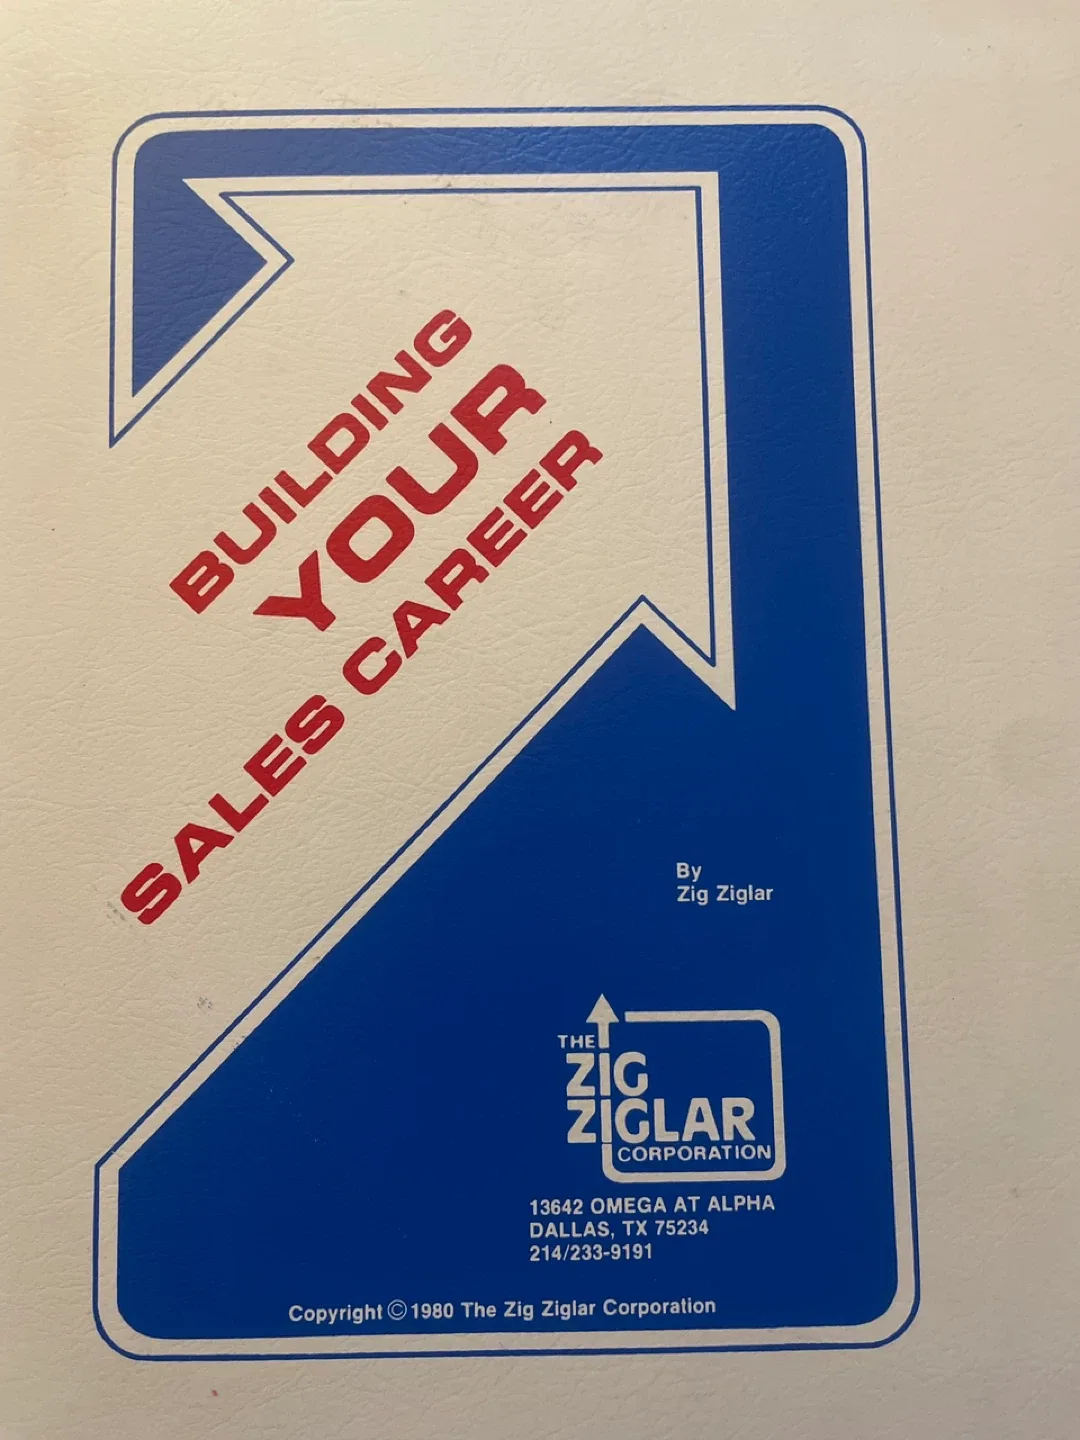 BUILDING
YOUR
SALES CAREER
By
Zig Ziglar
THE
ZIG
ZIGLAR
CORPORATION
13642 OMEGA AT ALPHA
DALLAS, TX 75234
214/233-9191
Copyright © 1980 The Zig Ziglar Corporation